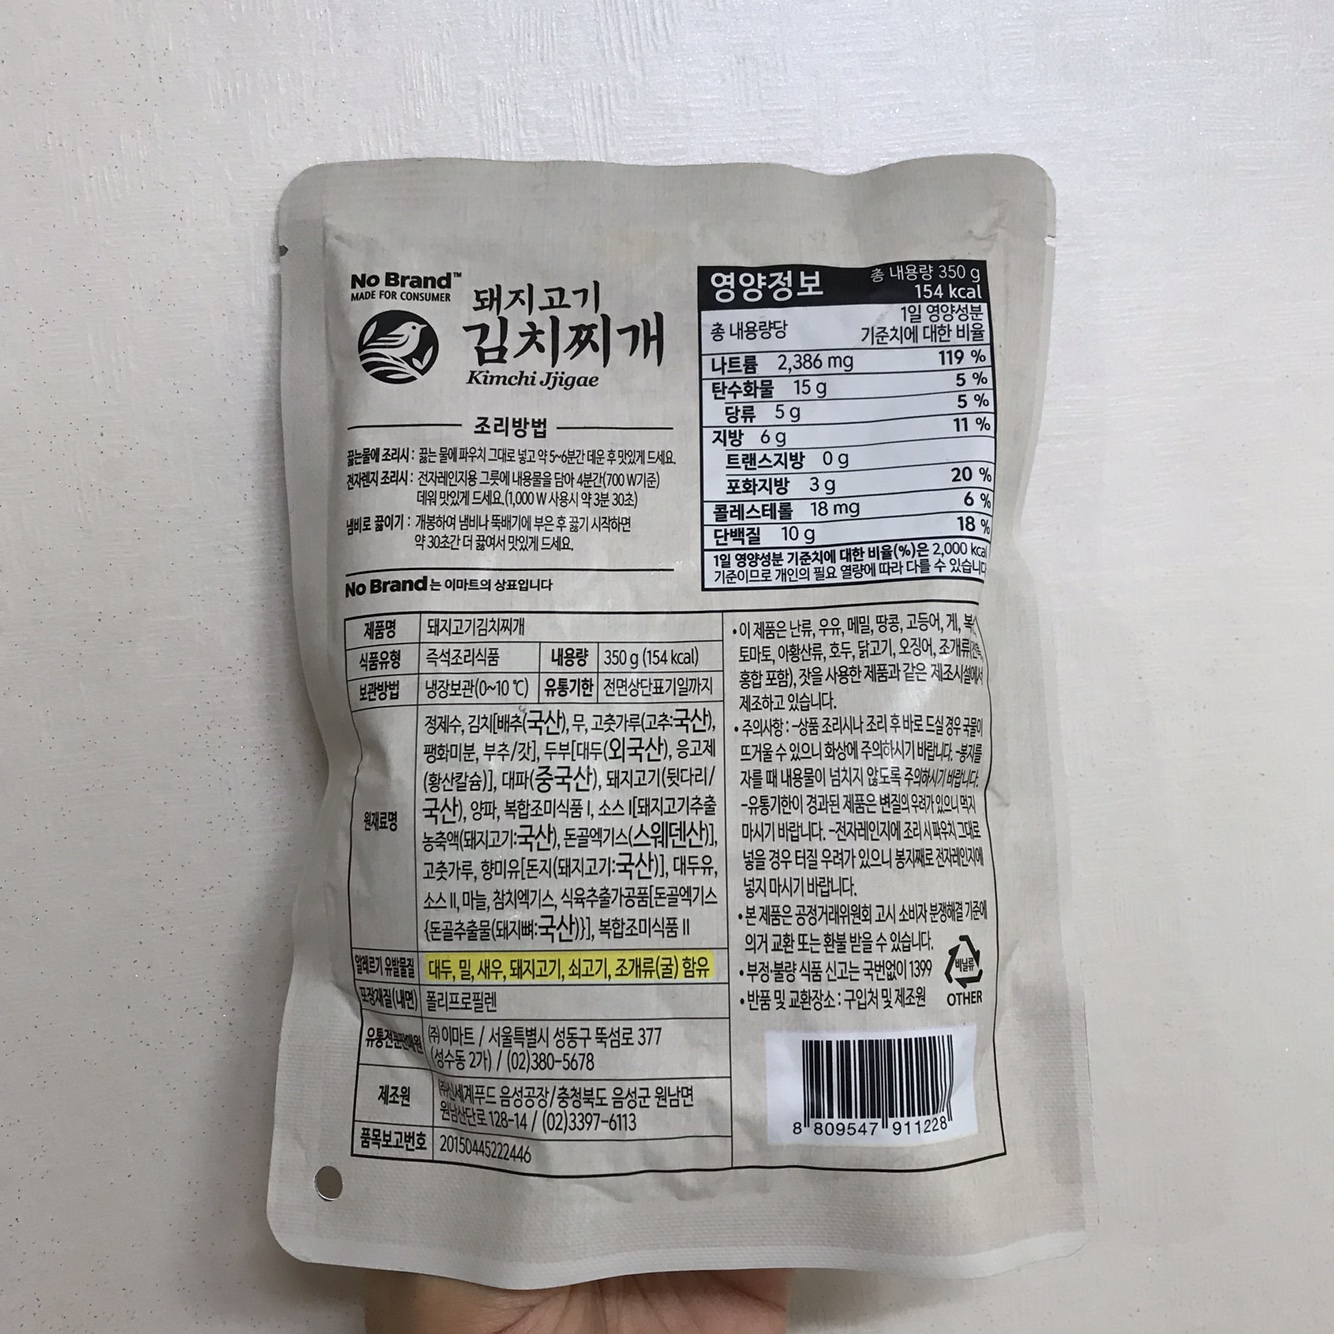 No Brand™
MADE FOR CONSUMER
돼지고기
김치찌개
Kimchi Jjigae
조리방법
끓는물에 조리시 : 끓는 물에 파우치 그대로 넣고 약 5~6분간 데운 후 맛있게 드세요.
전자렌지 조리시 : 전자레인지용 그릇에 내용물을 담아 4분간(700 W기준)
데워 맛있게 드세요.(1,000 W 사용시 약 3분 30초)
냄비로 끓이기 : 개봉하여 냄비나 뚝배기에 부은 후 끓기 시작하면
약 30초간 더 끓여서 맛있게 드세요.
No Brand는 이마트의 상표입니다
영양정보
총 내용량 350 g
154 kcal
총 내용량당
1일 영양성분
기준치에 대한 비율
나트륨 2,386 mg 119 %
탄수화물 15 g 5 %
당류 5 g 5 %
지방 6 g 11 %
트랜스지방 0 g
포화지방 3 g 20 %
콜레스테롤 18 mg 6 %
단백질 10 g 18 %
1일 영양성분 기준치에 대한 비율(%)은 2,000 kcal
기준이므로 개인의 필요 열량에 따라 다를 수 있습니다
제품명 돼지고기김치찌개
식품유형 즉석조리식품 내용량 350 g (154 kcal)
보관방법 냉장보관(0~10 ℃) 유통기한 전면상단표기일까지
원재료명
정제수, 김치[배추(국산), 무, 고춧가루(고추:국산),
팽화미분, 부추/갓], 두부[대두(외국산), 응고제
(황산칼슘)], 대파(중국산), 돼지고기(뒷다리/
국산), 양파, 복합조미식품 I, 소스 I[돼지고기추출
농축액(돼지고기:국산), 돈골엑기스(스웨덴산)],
고춧가루, 향미유[돈지(돼지고기:국산)], 대두유,
소스 II, 마늘, 참치엑기스, 식육추출가공품[돈골엑기스
{돈골추출물(돼지뼈:국산)}], 복합조미식품 II
알레르기 유발물질 대두, 밀, 새우, 돼지고기, 쇠고기, 조개류(굴) 함유
포장재질(내면) 폴리프로필렌
유통전문판매원 ㈜이마트 / 서울특별시 성동구 뚝섬로 377
(성수동 2가) / (02)380-5678
제조원 ㈜신세계푸드 음성공장/충청북도 음성군 원남면
원남산단로 128-14 / (02)3397-6113
품목보고번호 20150445222446
•이 제품은 난류, 우유, 메밀, 땅콩, 고등어, 게,
토마토, 아황산류, 호두, 닭고기, 오징어, 조개류(전복,
홍합 포함), 잣을 사용한 제품과 같은 제조시설에서
제조하고 있습니다.
•주의사항 : -상품 조리시나 조리 후 바로 드실 경우 국물이
뜨거울 수 있으니 화상에 주의하시기 바랍니다. -봉지를
자를 때 내용물이 넘치지 않도록 주의하시기 바랍니다.
-유통기한이 경과된 제품은 변질의 우려가 있으니 먹지
마시기 바랍니다. -전자레인지에 조리 시 파우치 그대로
넣을 경우 터질 우려가 있으니 봉지째로 전자레인지에
넣지 마시기 바랍니다.
•본 제품은 공정거래위원회 고시 소비자 분쟁해결 기준에
의거 교환 또는 환불 받을 수 있습니다.
•부정·불량 식품 신고는 국번없이 1399
•반품 및 교환장소 : 구입처 및 제조원
비닐류
OTHER
8 809547 911228